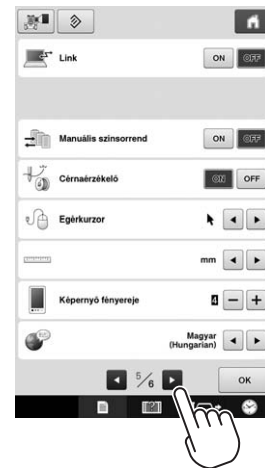 Link ON OFF
Manuális szinsorrend ON OFF
Cérnaérzékelő ON OFF
Egérkurzor
mm
Képernyő fényereje 4 − +
Magyar
(Hungarian)
5/6 OK